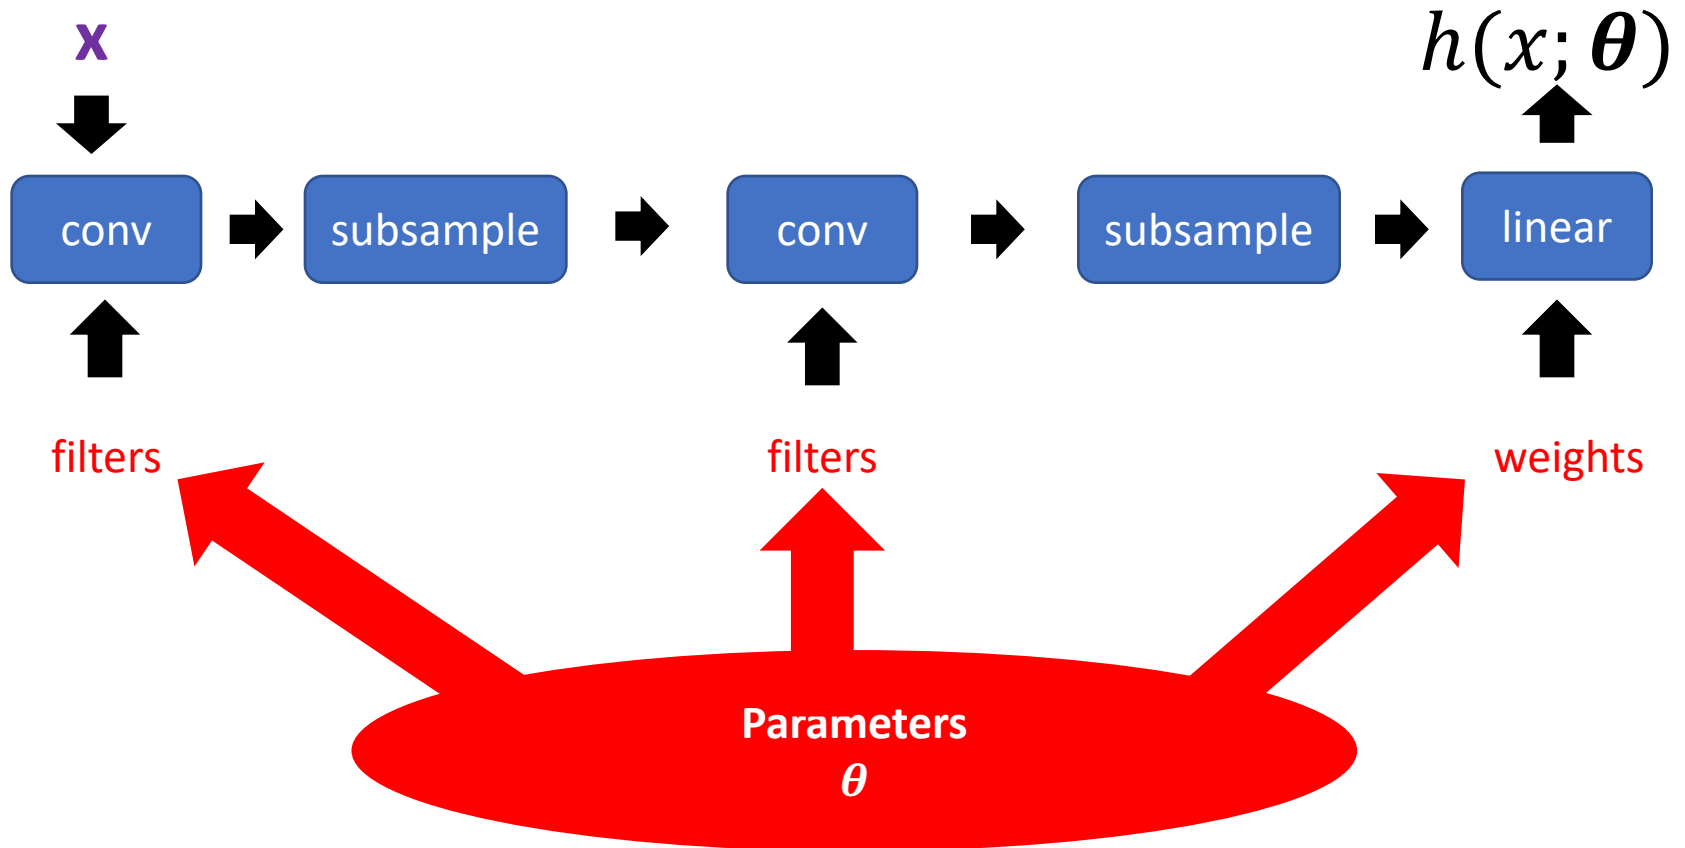 x
h(x; θ)
conv
subsample
conv
subsample
linear
filters
filters
weights
Parameters
θ